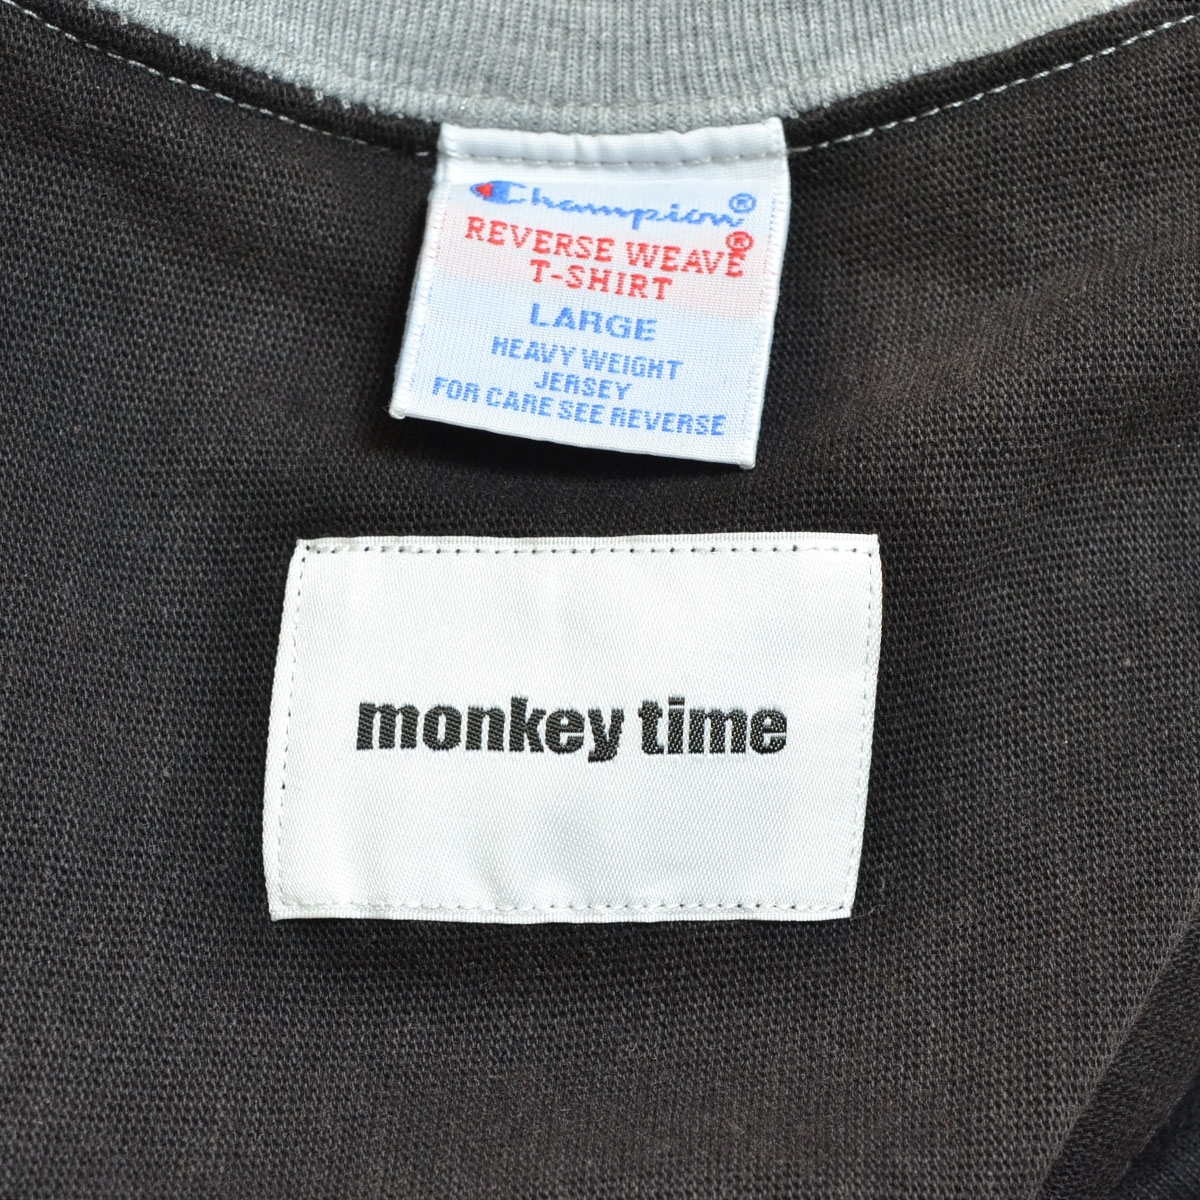 Champion®
REVERSE WEAVE®
T-SHIRT
LARGE
HEAVY WEIGHT
JERSEY
FOR CARE SEE REVERSE
monkey time